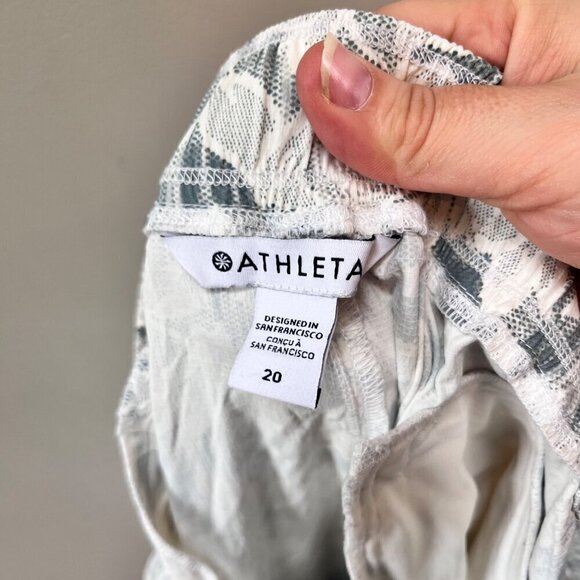 ATHLETA
DESIGNED IN
SAN FRANCISCO
CONÇU À
SAN FRANCISCO
20